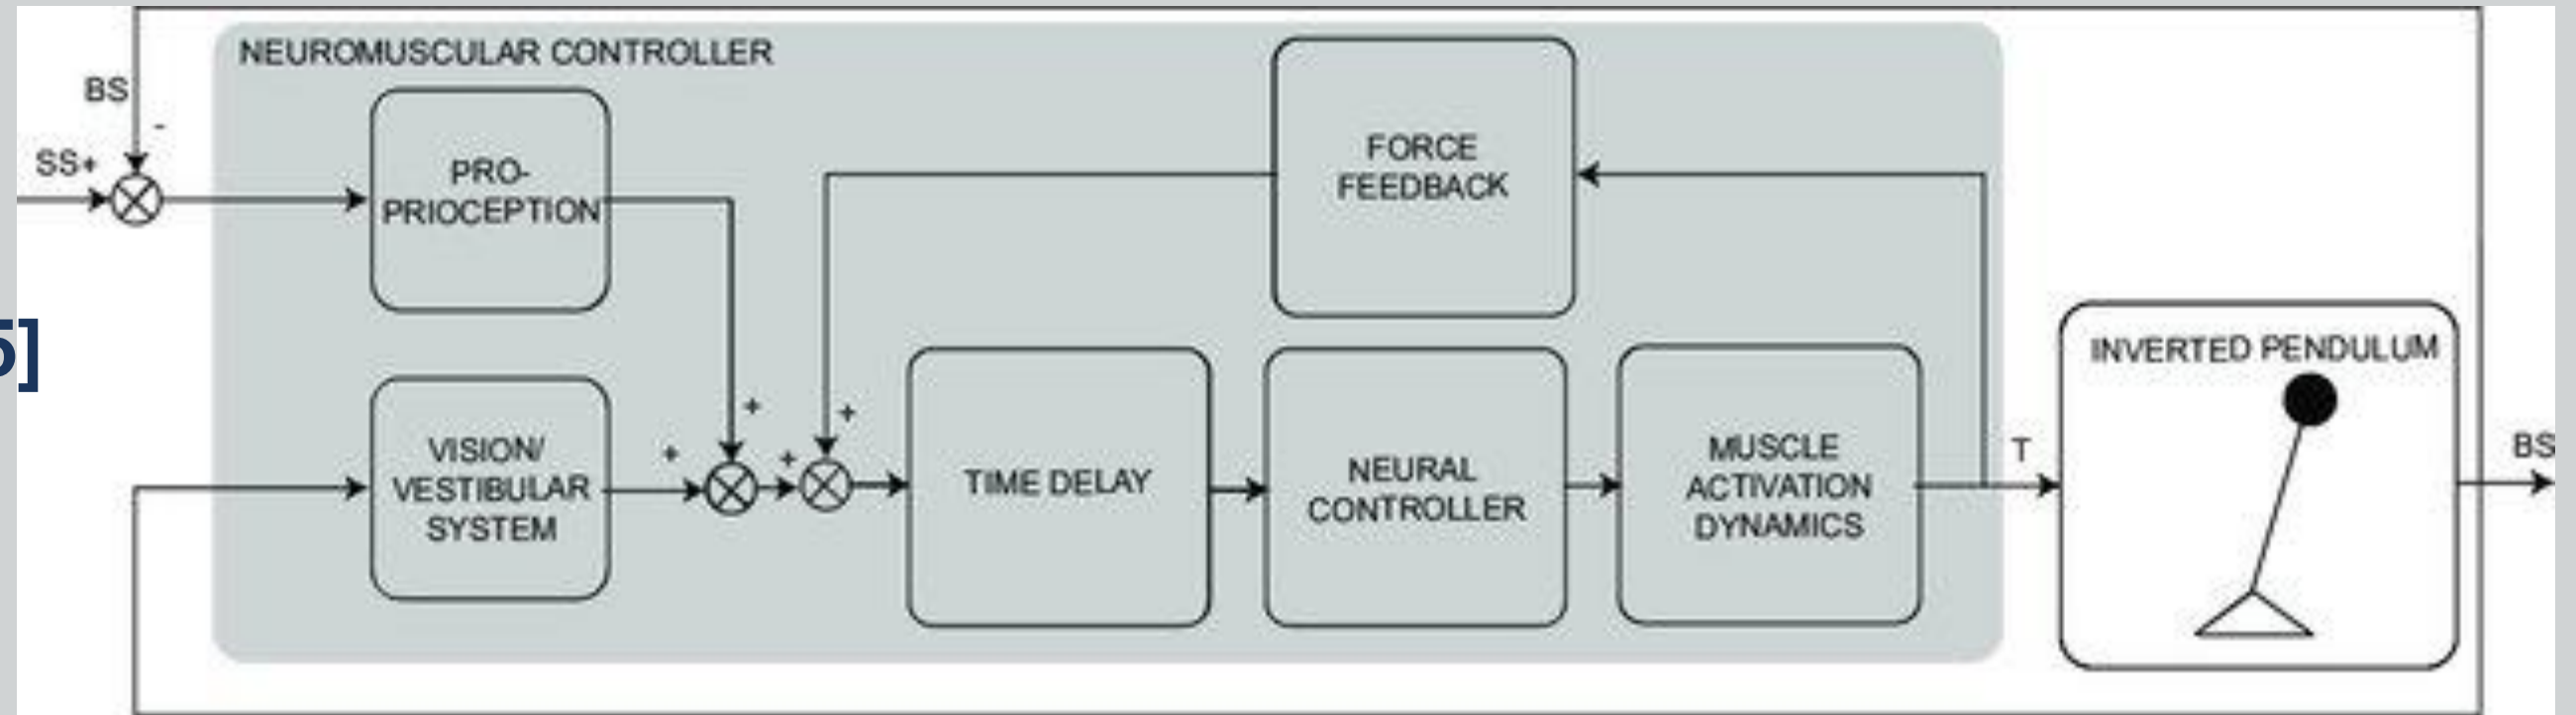 NEUROMUSCULAR CONTROLLER
BS
-
SS+
PRO-
PRIOCEPTION
FORCE
FEEDBACK
5]
VISION/
VESTIBULAR
SYSTEM
+
+
+
+
TIME DELAY
NEURAL
CONTROLLER
MUSCLE
ACTIVATION
DYNAMICS
T
INVERTED PENDULUM
BS